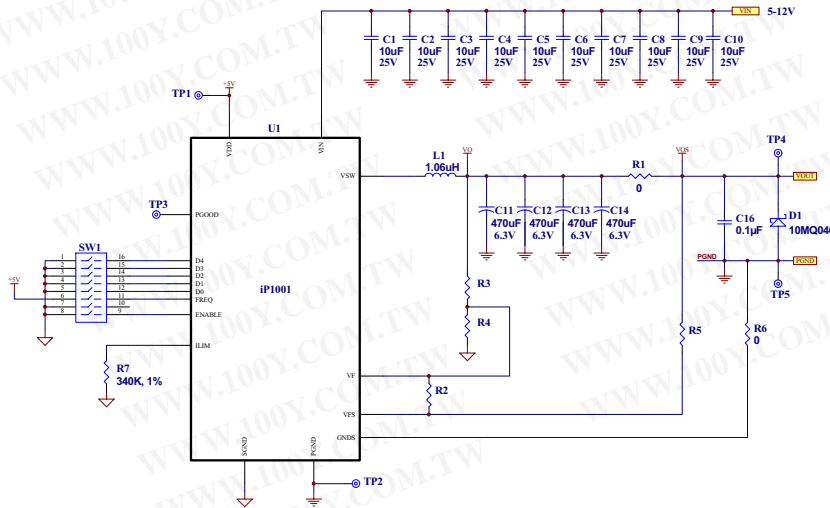 VIN 5-12V
C1 C2 C3 C4 C5 C6 C7 C8 C9 C10
10uF 10uF 10uF 10uF 10uF 10uF 10uF 10uF 10uF 10uF
25V 25V 25V 25V 25V 25V 25V 25V 25V 25V
+5V
TP1
U1
VDD
VIN
TP4
L1
1.06uH
VO
R1
0
VOS
VSW
VOUT
TP3
PGOOD
C11 C12 C13 C14
470uF 470uF 470uF 470uF
6.3V 6.3V 6.3V 6.3V
C16
0.1µF
D1
10MQ040
SW1
1 16 D4
2 15 D3
3 14 D2
4 13 D1
5 12 D0
6 11 FREQ
7 10
8 9 ENABLE
+5V
iP1001
PGND
PGND
TP5
R3
R4
R5
R6
0
ILIM
R7
340K, 1%
VF
R2
VFS
GNDS
SGND
PGND
TP2
WWW.100Y.COM.TW